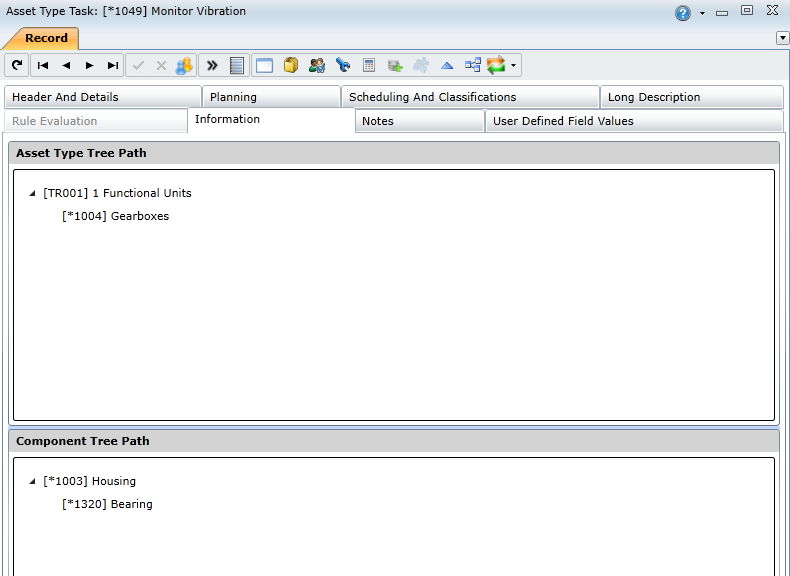 Asset Type Task: [*1049] Monitor Vibration
Record
Header And Details
Planning
Scheduling And Classifications
Long Description
Rule Evaluation
Information
Notes
User Defined Field Values
Asset Type Tree Path
[TR001] 1 Functional Units
[*1004] Gearboxes
Component Tree Path
[*1003] Housing
[*1320] Bearing